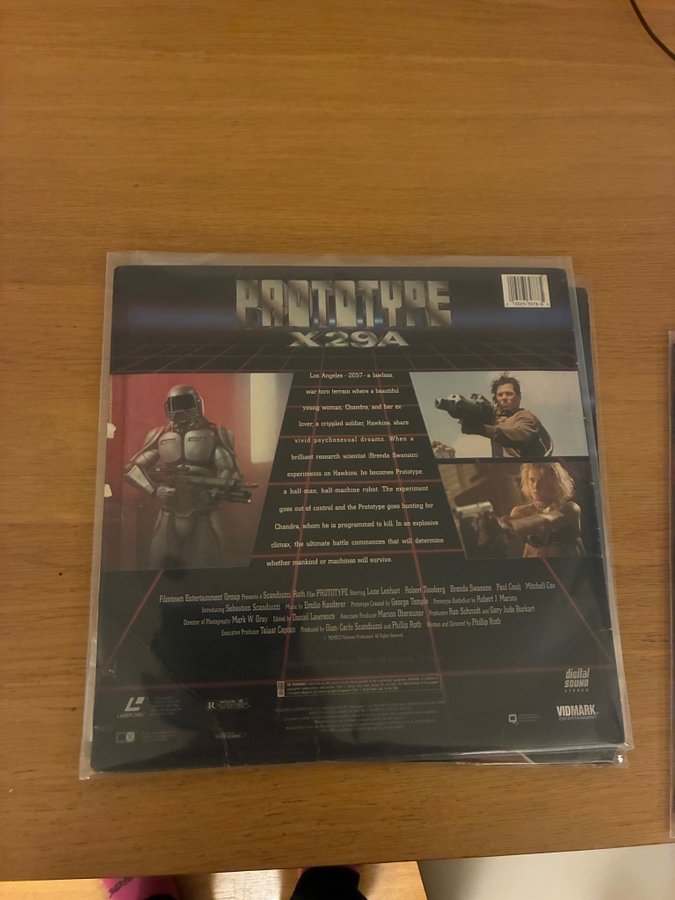 PROTOTYPE
X29A
Los Angeles - 2057 - a lawless,
war-torn terrain where a beautiful
young woman, Chandra, and her ex-
lover, a crippled soldier, Hawkins, share
vivid psychosexual dreams. When a
brilliant research scientist (Brenda Swanson)
experiments on Hawkins, he becomes Prototype,
a half-man, half-machine robot. The experiment
goes out of control and the Prototype goes hunting for
Chandra, whom he is programmed to kill. In an explosive
climax, the ultimate battle commences that will determine
whether mankind or machines will survive.
Filmtown Entertainment Group Presents a Scanduzzi Roth Film PROTOTYPE Starring Lane Lenhart Robert Tossberg Brenda Swanson Paul Coulj Mitchell Cox
Introducing Sebastien Scandiuzzi Music by Emilio Kauderer Prototype Created by George Temple Prototype Battlesuit by Robert J. Marino
Director of Photography Mark W. Gray Edited by Daniel Lawrence Associate Producer Marion Obersauer Producers Ron Schmidt and Gary Jude Burkart
Executive Producer Talaat Captan Produced by Gian-Carlo Scandiuzzi and Phillip Roth Written and Directed by Phillip Roth
digital
SOUND
STEREO
LASER DISC
R
VIDMARK
ENTERTAINMENT